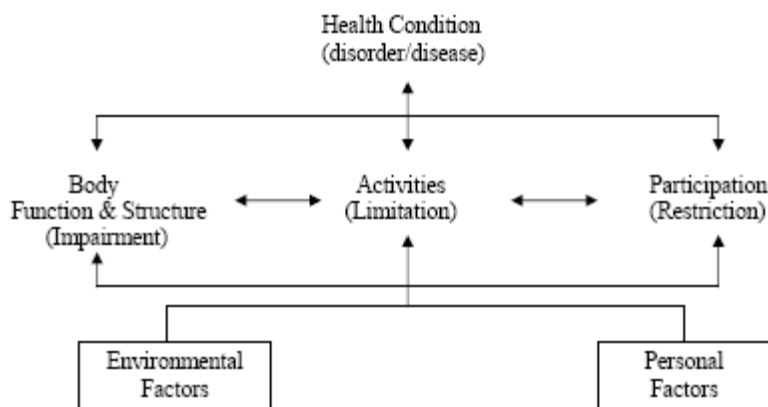 Health Condition
(disorder/disease)
Body
Function & Structure
(Impairment)
Activities
(Limitation)
Participation
(Restriction)
Environmental
Factors
Personal
Factors